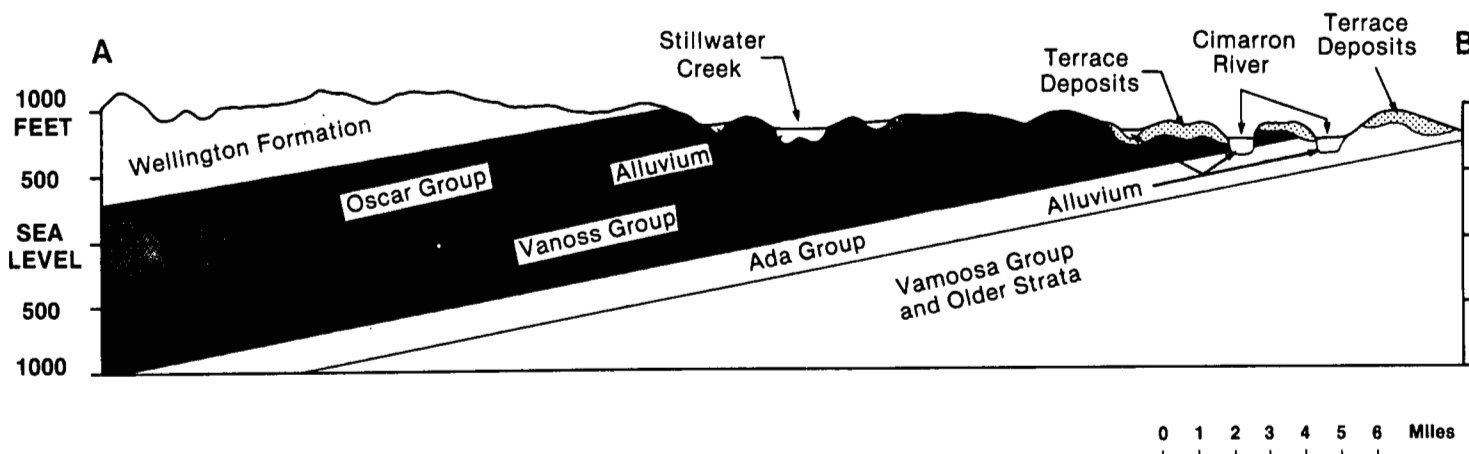 A
Stillwater
Creek
Terrace
Deposits
Cimarron
River
Terrace
Deposits
B
1000
FEET
500
SEA
LEVEL
500
1000
Wellington Formation
Oscar Group
Alluvium
Vanoss Group
Ada Group
Alluvium
Vamoosa Group
and Older Strata
0 1 2 3 4 5 6 Miles